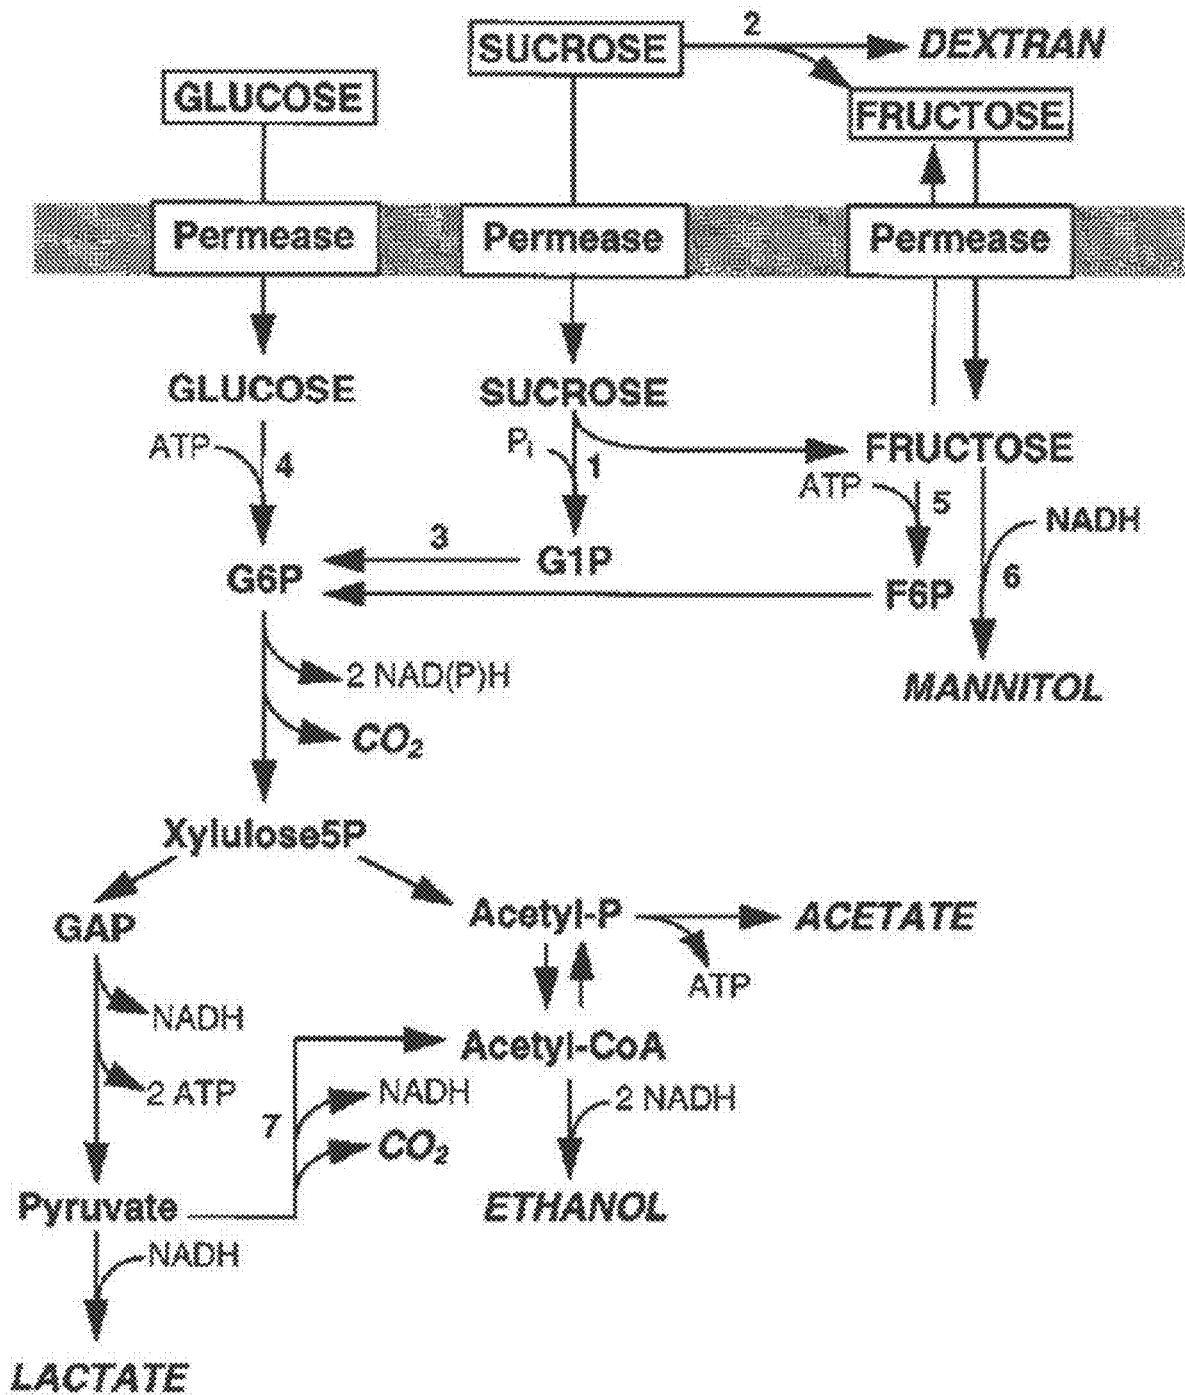 2
SUCROSE
DEXTRAN
GLUCOSE
FRUCTOSE
Permease
Permease
Permease
GLUCOSE
SUCROSE
FRUCTOSE
ATP
4
Pi
1
ATP
5
NADH
3
G6P
G1P
F6P
6
2 NAD(P)H
MANNITOL
CO2
Xylulose5P
GAP
Acetyl-P
ACETATE
ATP
NADH
Acetyl-CoA
2 ATP
NADH
2 NADH
7
CO2
Pyruvate
ETHANOL
NADH
LACTATE